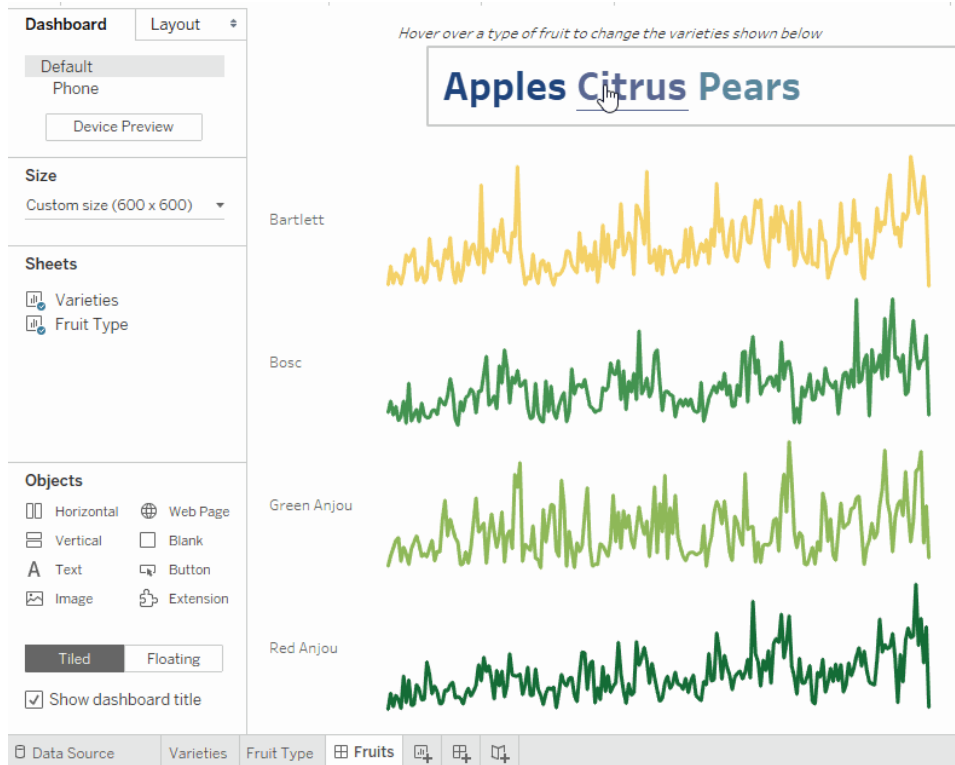 Dashboard Layout
Default
Phone
Device Preview
Size
Custom size (600 x 600)
Sheets
Varieties
Fruit Type
Objects
Horizontal Web Page
Vertical Blank
A Text Button
Image Extension
Tiled Floating
Show dashboard title
Hover over a type of fruit to change the varieties shown below
Apples Citrus Pears
Bartlett
Bosc
Green Anjou
Red Anjou
Data Source Varieties Fruit Type Fruits